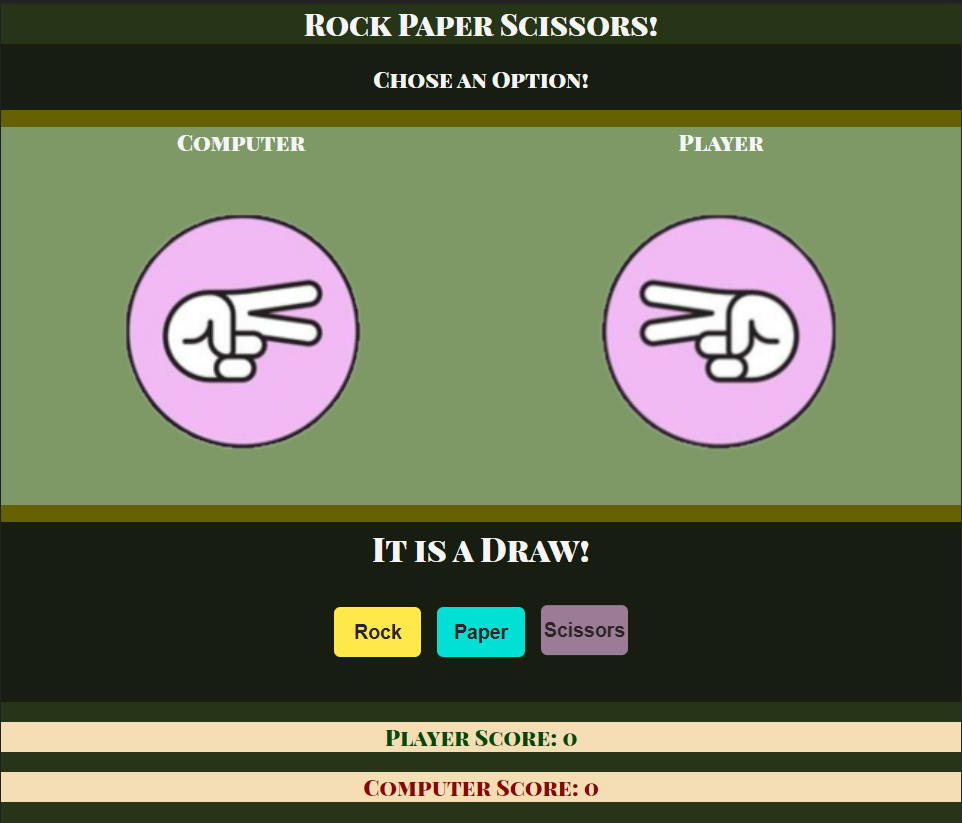 Rock Paper Scissors!
Chose an Option!
Computer Player
It is a Draw!
Rock Paper Scissors
Player Score: 0
Computer Score: 0